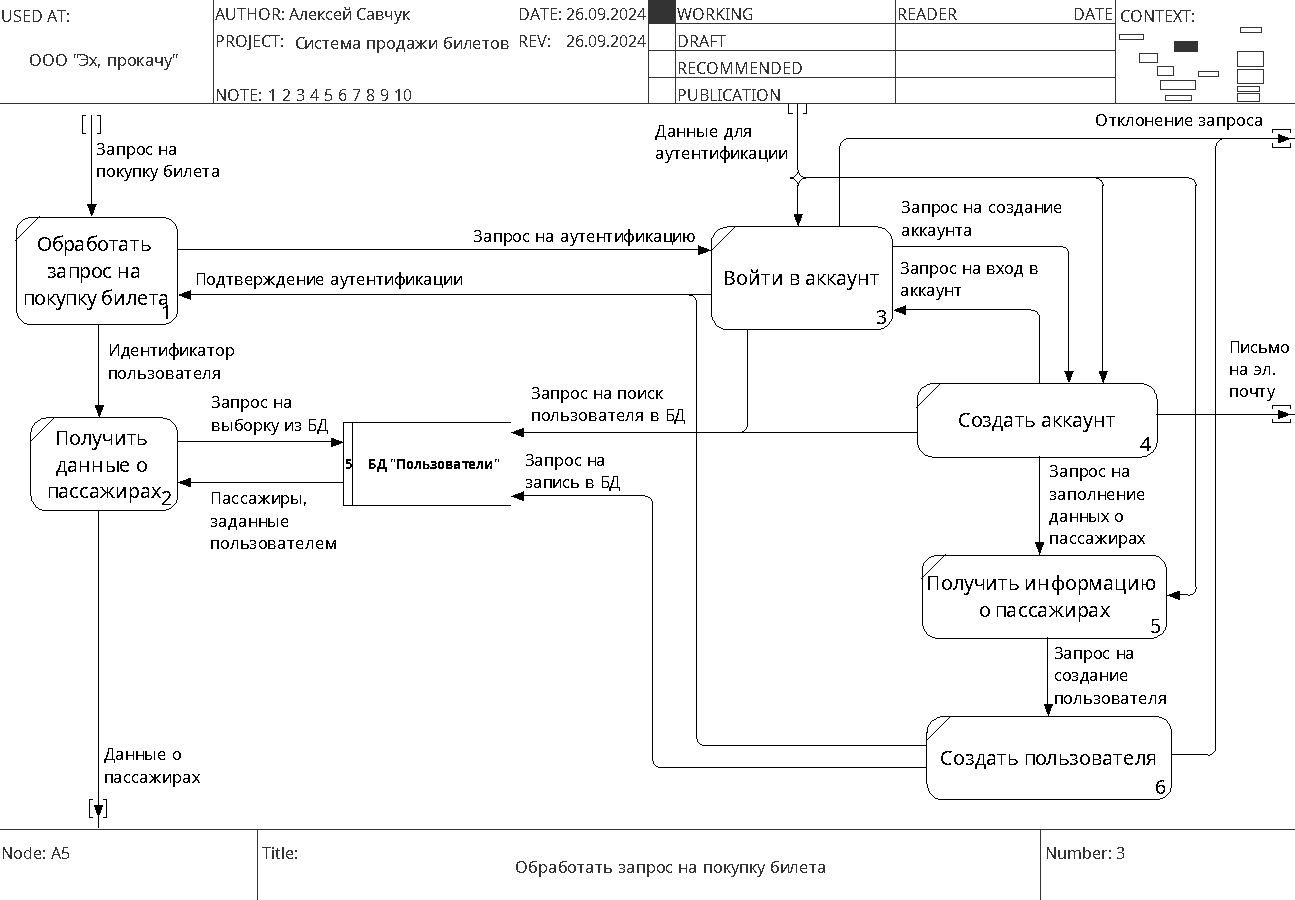 USED AT:
ООО "Эх, прокачу"
AUTHOR: Алексей Савчук
DATE: 26.09.2024
PROJECT: Система продажи билетов
REV: 26.09.2024
NOTE: 1 2 3 4 5 6 7 8 9 10
WORKING
DRAFT
RECOMMENDED
PUBLICATION
READER
DATE
CONTEXT:
Запрос на
покупку билета
Данные для
аутентификации
Отклонение запроса
Обработать
запрос на
покупку билета
1
Запрос на аутентификацию
Подтверждение аутентификации
Войти в аккаунт
3
Запрос на создание
аккаунта
Запрос на вход в
аккаунт
Идентификатор
пользователя
Письмо
на эл.
почту
Получить
данные о
пассажирах
2
Запрос на
выборку из БД
Пассажиры,
заданные
пользователем
5
БД "Пользователи"
Запрос на поиск
пользователя в БД
Запрос на
запись в БД
Создать аккаунт
4
Запрос на
заполнение
данных о
пассажирах
Получить информацию
о пассажирах
5
Запрос на
создание
пользователя
Создать пользователя
6
Данные о
пассажирах
Node: A5
Title:
Обработать запрос на покупку билета
Number: 3